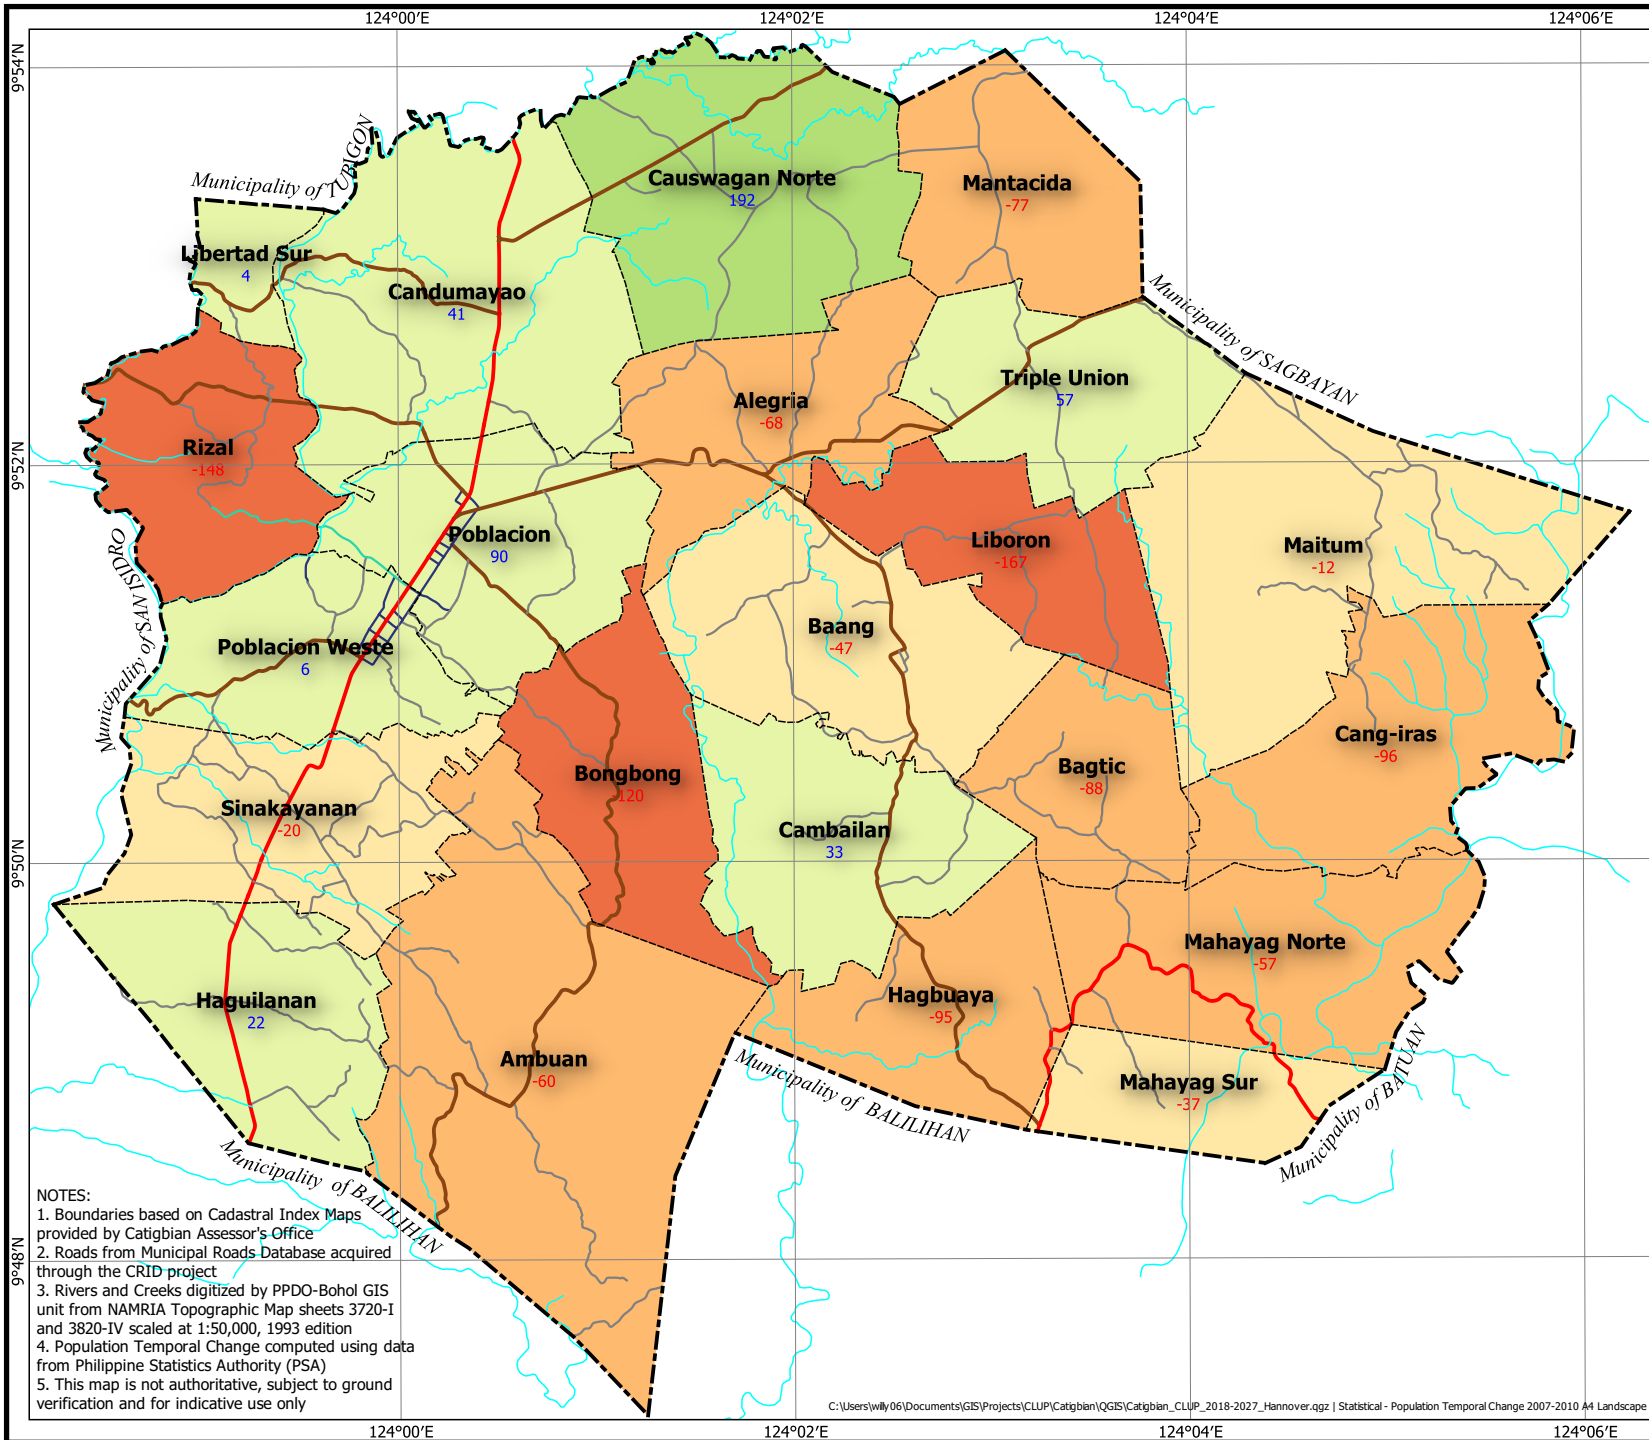 124°00′E
124°02′E
124°04′E
124°06′E
9°54′N
Municipality of TUBIGON
Causwagan Norte
192
Mantacida
-77
Libertad Sur
4
Candumayao
41
Municipality of SAGBAYAN
Triple Union
57
Alegria
-68
Rizal
-148
9°52′N
Poblacion
90
Liboron
-167
Maitum
-12
Municipality of SAN ISIDRO
Baang
-47
Poblacion Weste
6
Cang-iras
-96
Bongbong
-120
Bagtic
-88
Sinakayanan
-20
Cambailan
33
9°50′N
Mahayag Norte
-57
Haguilanan
22
Hagbuaya
-95
Ambuan
-60
Mahayag Sur
-37
Municipality of BALILIHAN
Municipality of BATUAN
Municipality of BALILIHAN
9°48′N
NOTES:
1. Boundaries based on Cadastral Index Maps
provided by Catigbian Assessor's Office
2. Roads from Municipal Roads Database acquired
through the CRID project
3. Rivers and Creeks digitized by PPDO-Bohol GIS
unit from NAMRIA Topographic Map sheets 3720-I
and 3820-IV scaled at 1:50,000, 1993 edition
4. Population Temporal Change computed using data
from Philippine Statistics Authority (PSA)
5. This map is not authoritative, subject to ground
verification and for indicative use only
C:\Users\willy06\Documents\GIS\Projects\CLUP\Catigbian\QGIS\Catigbian_CLUP_2018-2027_Hannover.qgz | Statistical - Population Temporal Change 2007-2010 A4 Landscape
124°00′E
124°02′E
124°04′E
124°06′E